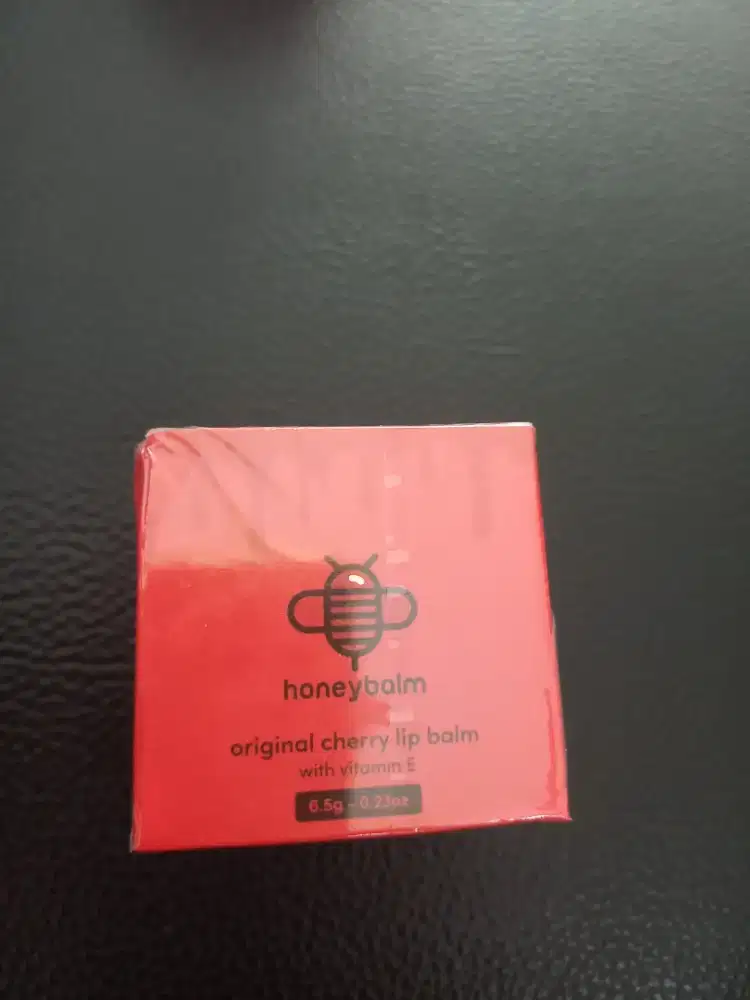 honeybalm
original cherry lip balm
with vitamin E
6.5g - 0.23oz